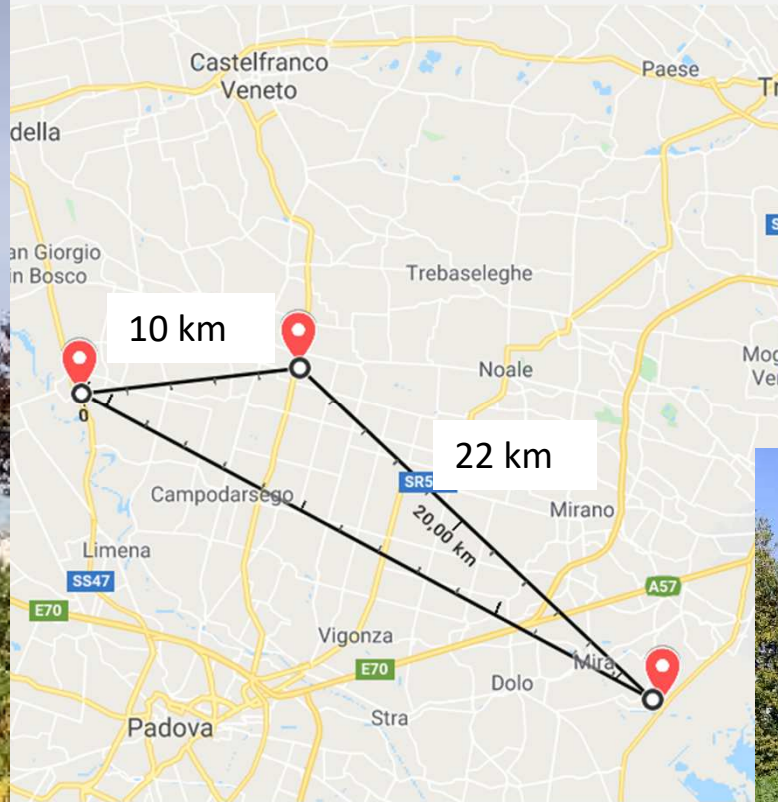 Castelfranco
Veneto
Paese
Tr
della
an Giorgio
in Bosco
S
Trebaseleghe
10 km
Noale
Mog
Ve
0
22 km
SR5
Campodarsego
20,00 km
Mirano
Limena
SS47
A57
E70
Vigonza
E70
Mira
Dolo
Stra
Padova